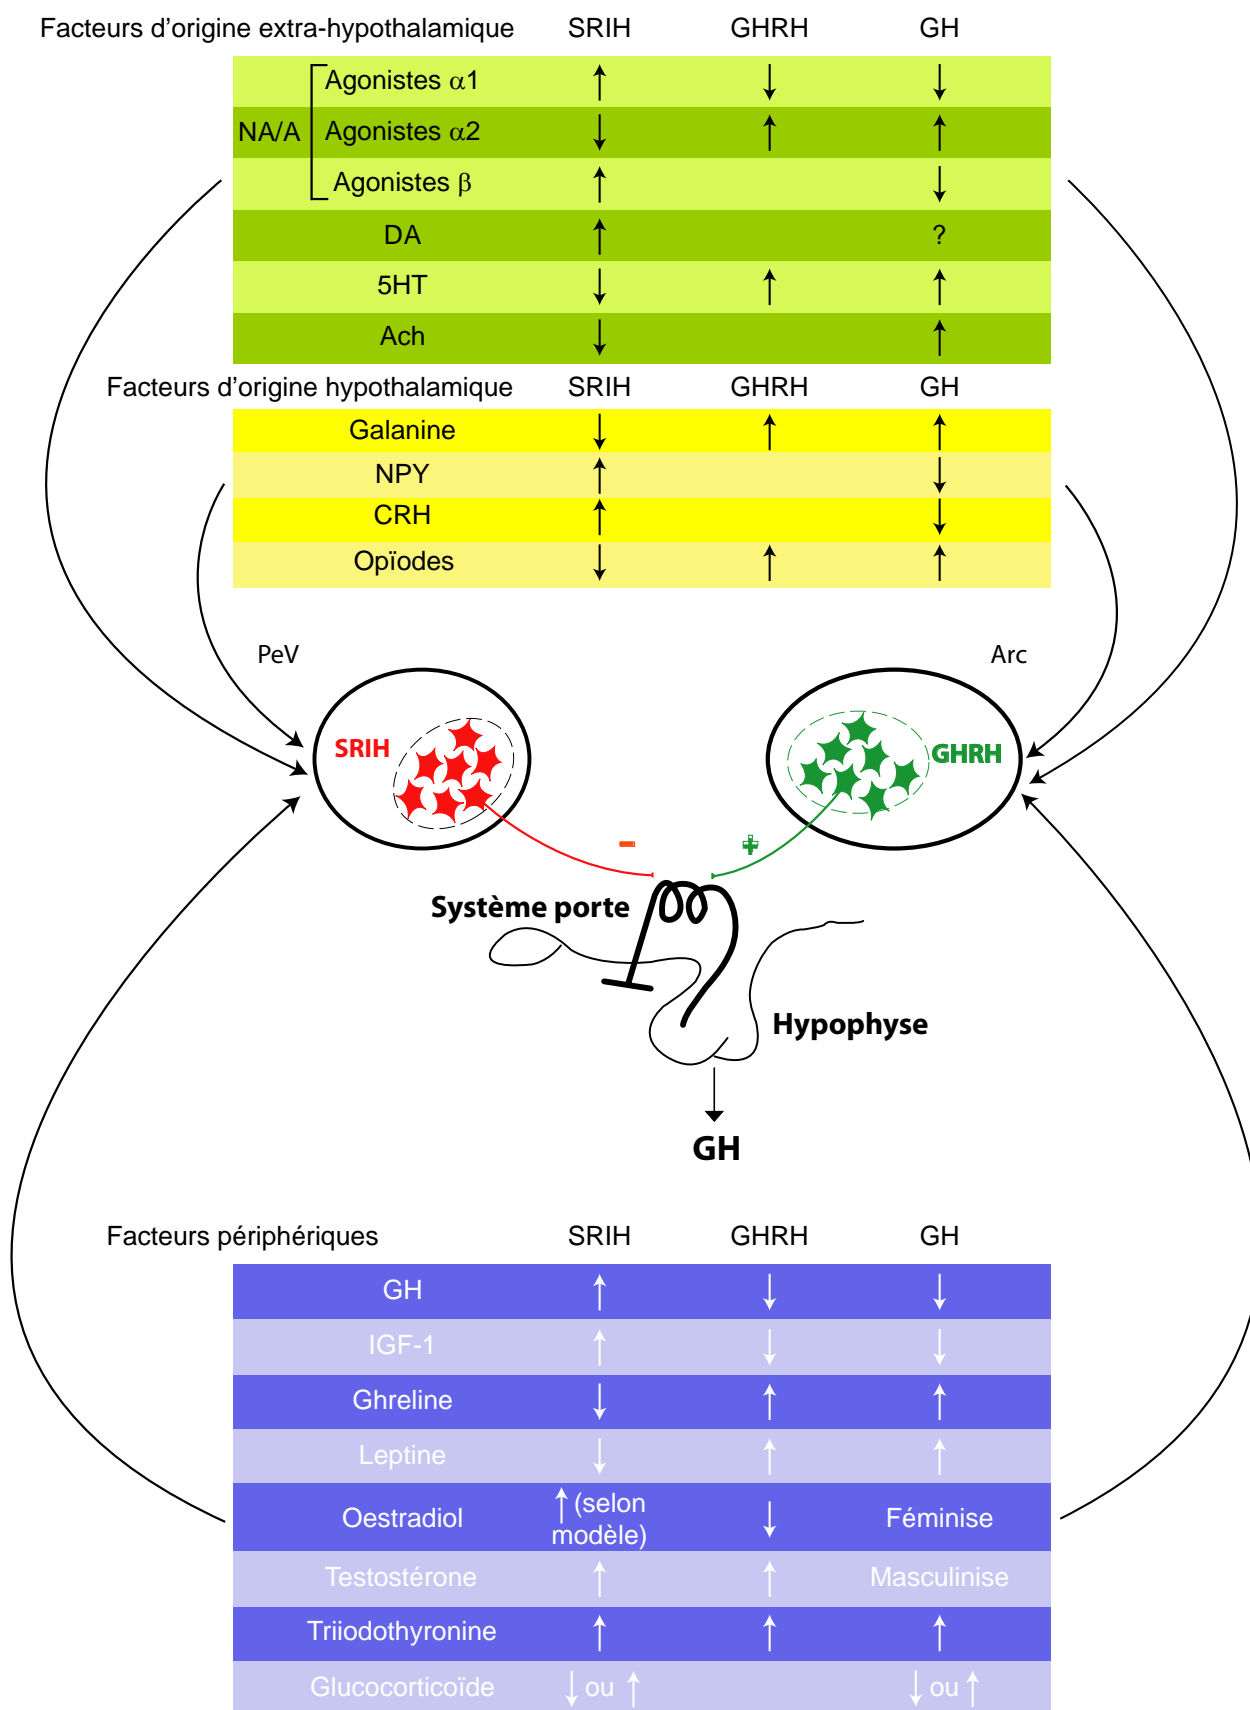 Facteurs d'origine extra-hypothalamique SRIH GHRH GH
Agonistes α1 ↑ ↓ ↓
NA/A Agonistes α2 ↓ ↑ ↑
Agonistes β ↑ ↓
DA ↑ ?
5HT ↓ ↑ ↑
Ach ↓ ↑
Facteurs d'origine hypothalamique SRIH GHRH GH
Galanine ↓ ↑ ↑
NPY ↑ ↓
CRH ↑ ↓
Opïodes ↓ ↑ ↑
PeV Arc
SRIH GHRH
- +
Système porte
Hypophyse
GH
Facteurs périphériques SRIH GHRH GH
GH ↑ ↓ ↓
IGF-1 ↑ ↓ ↓
Ghreline ↓ ↑ ↑
Leptine ↓ ↑ ↑
Oestradiol ↑ (selon modèle) ↓ Féminise
Testostérone ↑ ↑ Masculinise
Triiodothyronine ↑ ↑ ↑
Glucocorticoïde ↓ ou ↑ ↓ ou ↑